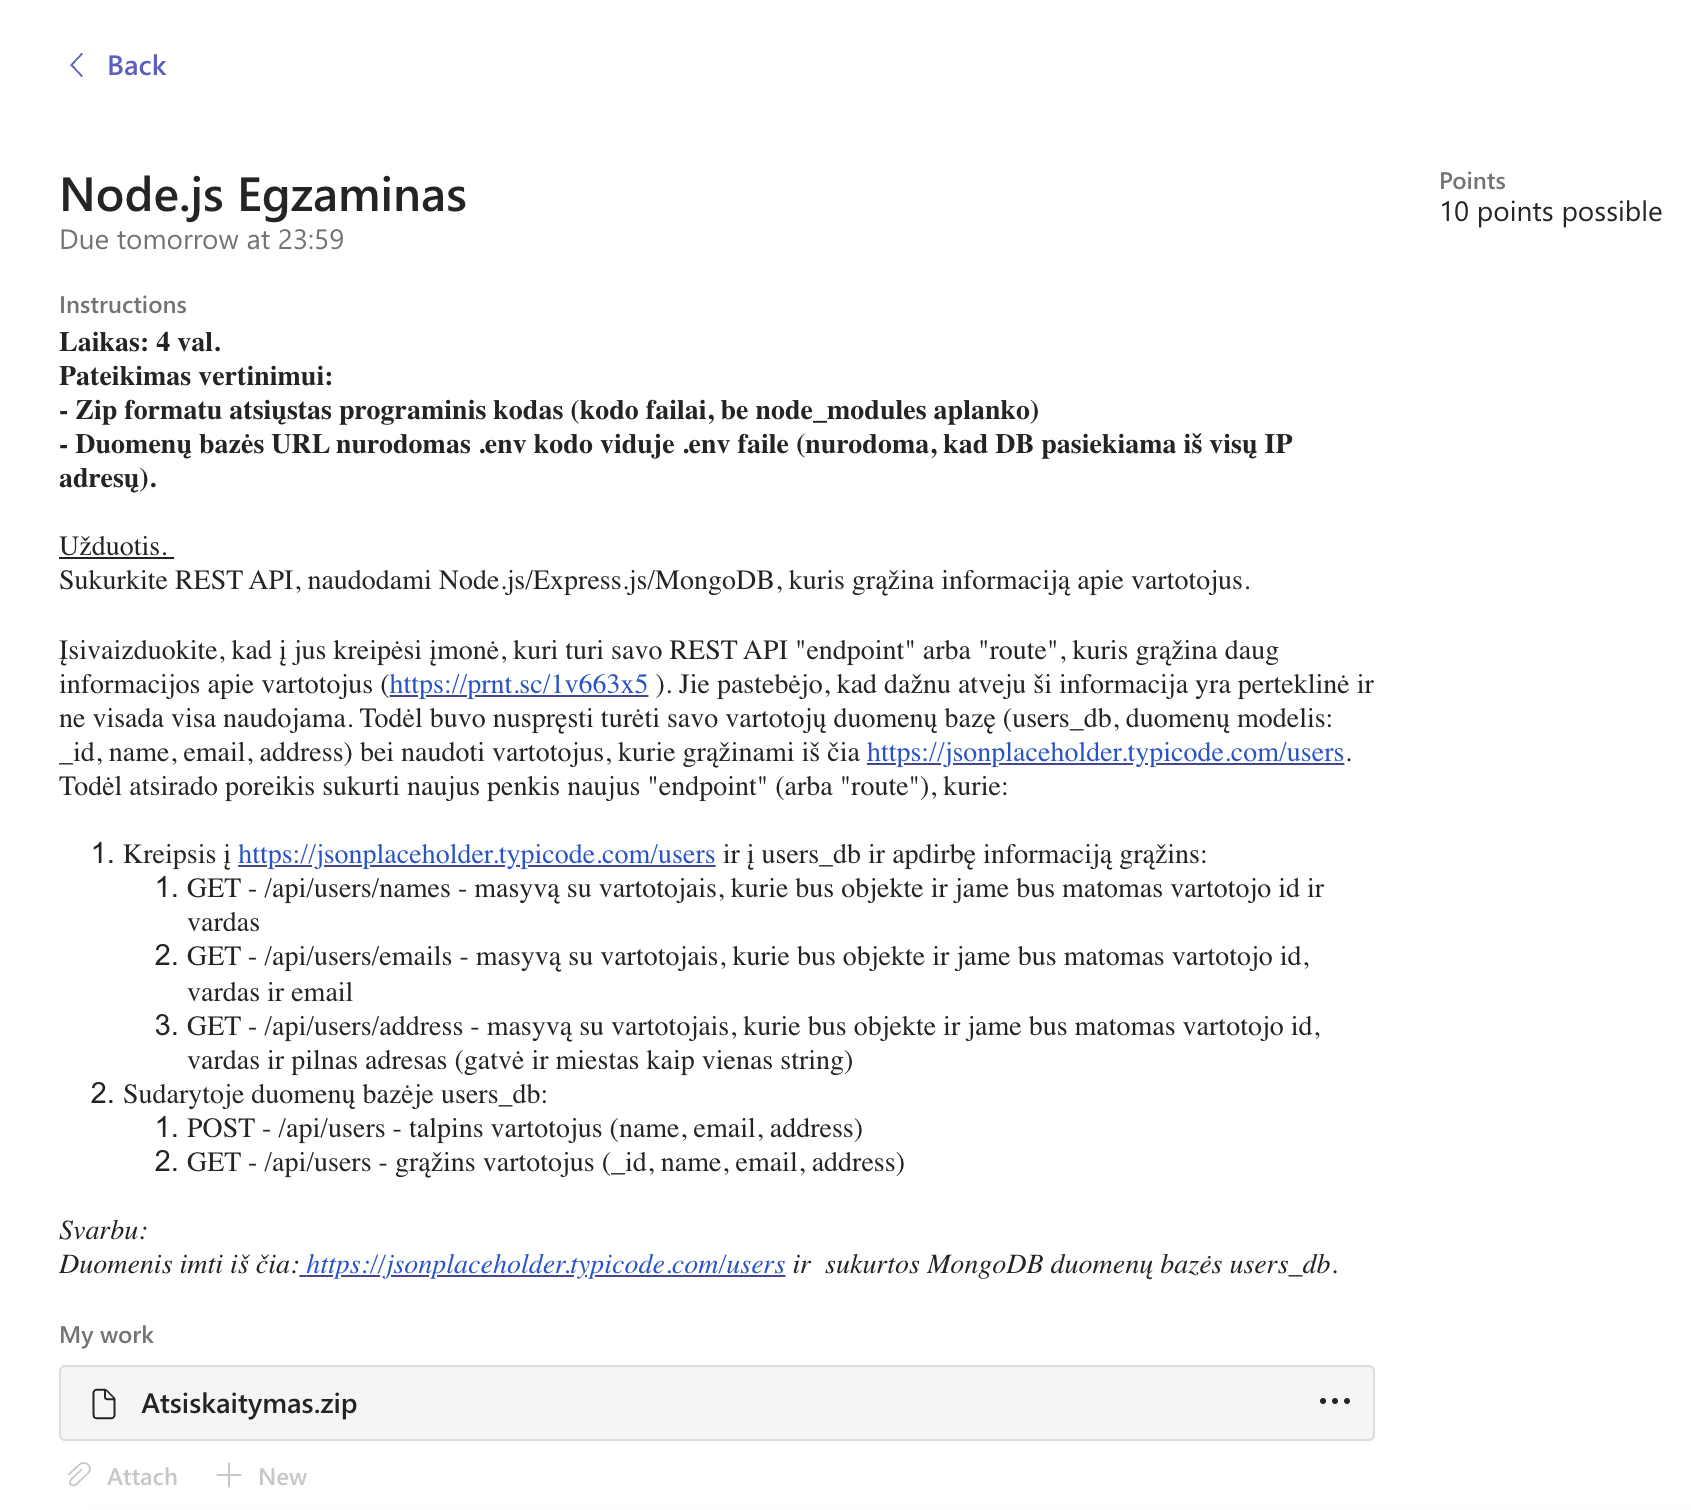 Back
Node.js Egzaminas
Due tomorrow at 23:59
Points
10 points possible
Instructions
Laikas: 4 val.
Pateikimas vertinimui:
- Zip formatu atsiųstas programinis kodas (kodo failai, be node_modules aplanko)
- Duomenų bazės URL nurodomas .env kodo viduje .env faile (nurodoma, kad DB pasiekiama iš visų IP
adresų).
Užduotis.
Sukurkite REST API, naudodami Node.js/Express.js/MongoDB, kuris grąžina informaciją apie vartotojus.
Įsivaizduokite, kad į jus kreipėsi įmonė, kuri turi savo REST API "endpoint" arba "route", kuris grąžina daug
informacijos apie vartotojus (https://prnt.sc/1v663x5 ). Jie pastebėjo, kad dažnu atveju ši informacija yra perteklinė ir
ne visada visa naudojama. Todėl buvo nuspręsti turėti savo vartotojų duomenų bazę (users_db, duomenų modelis:
_id, name, email, address) bei naudoti vartotojus, kurie grąžinami iš čia https://jsonplaceholder.typicode.com/users.
Todėl atsirado poreikis sukurti naujus penkis naujus "endpoint" (arba "route"), kurie:
1. Kreipsis į https://jsonplaceholder.typicode.com/users ir į users_db ir apdirbę informaciją grąžins:
1. GET - /api/users/names - masyvą su vartotojais, kurie bus objekte ir jame bus matomas vartotojo id ir
vardas
2. GET - /api/users/emails - masyvą su vartotojais, kurie bus objekte ir jame bus matomas vartotojo id,
vardas ir email
3. GET - /api/users/address - masyvą su vartotojais, kurie bus objekte ir jame bus matomas vartotojo id,
vardas ir pilnas adresas (gatvė ir miestas kaip vienas string)
2. Sudarytoje duomenų bazėje users_db:
1. POST - /api/users - talpins vartotojus (name, email, address)
2. GET - /api/users - grąžins vartotojus (_id, name, email, address)
Svarbu:
Duomenis imti iš čia: https://jsonplaceholder.typicode.com/users ir  sukurtos MongoDB duomenų bazės users_db.
My work
Atsiskaitymas.zip
Attach
New